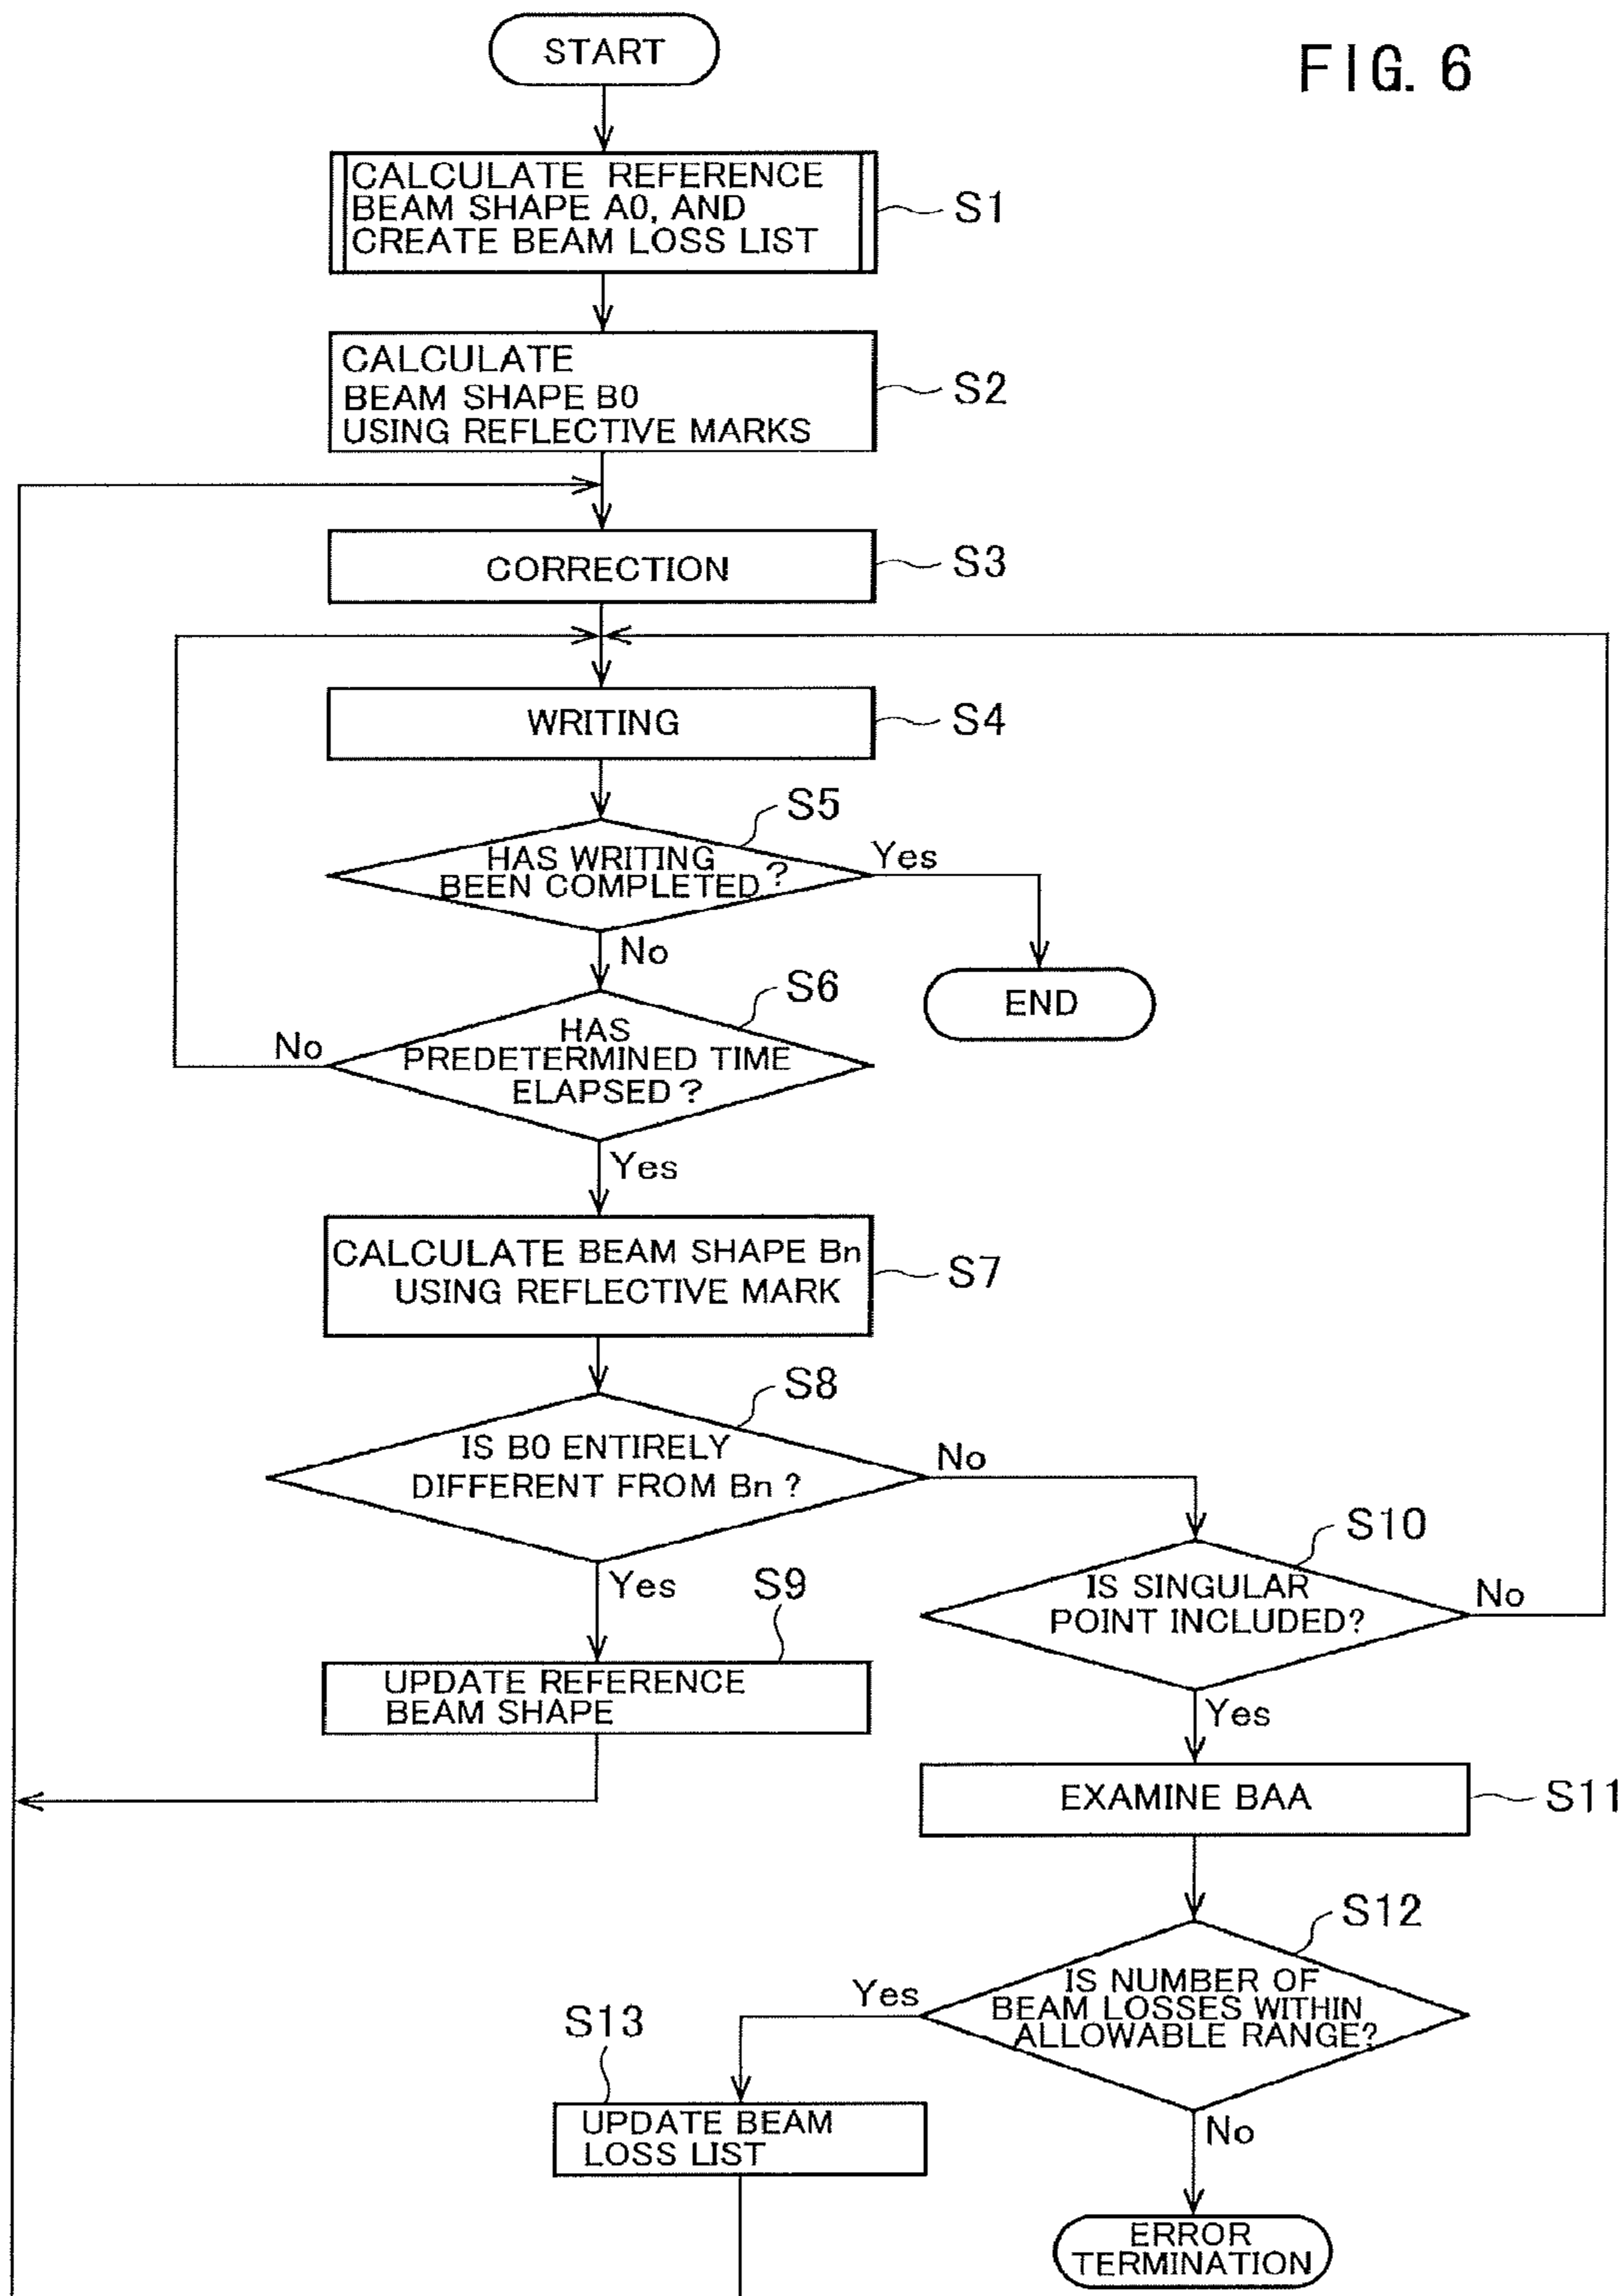 FIG. 6
START
CALCULATE REFERENCE
BEAM SHAPE A0, AND
CREATE BEAM LOSS LIST
S1
CALCULATE
BEAM SHAPE B0
USING REFLECTIVE MARKS
S2
CORRECTION
S3
WRITING
S4
S5
HAS WRITING
BEEN COMPLETED?
Yes
No
END
S6
HAS
PREDETERMINED TIME
ELAPSED?
No
Yes
CALCULATE BEAM SHAPE Bn
USING REFLECTIVE MARK
S7
S8
IS B0 ENTIRELY
DIFFERENT FROM Bn?
No
Yes
S9
UPDATE REFERENCE
BEAM SHAPE
S10
IS SINGULAR
POINT INCLUDED?
No
Yes
EXAMINE BAA
S11
S12
IS NUMBER OF
BEAM LOSSES WITHIN
ALLOWABLE RANGE?
Yes
No
S13
UPDATE BEAM
LOSS LIST
ERROR
TERMINATION